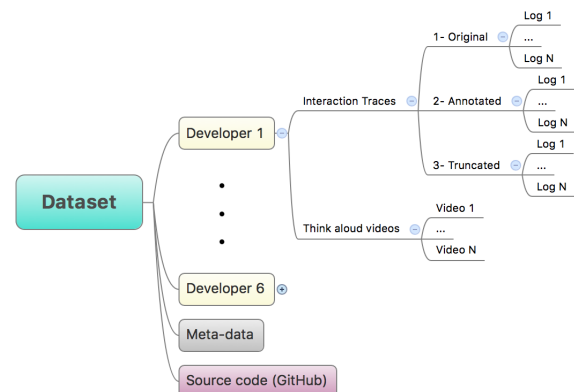 Dataset
Developer 1
Interaction Traces
1- Original
Log 1
...
Log N
2- Annotated
Log 1
...
Log N
3- Truncated
Log 1
...
Log N
Think aloud videos
Video 1
...
Video N
Developer 6
Meta-data
Source code (GitHub)